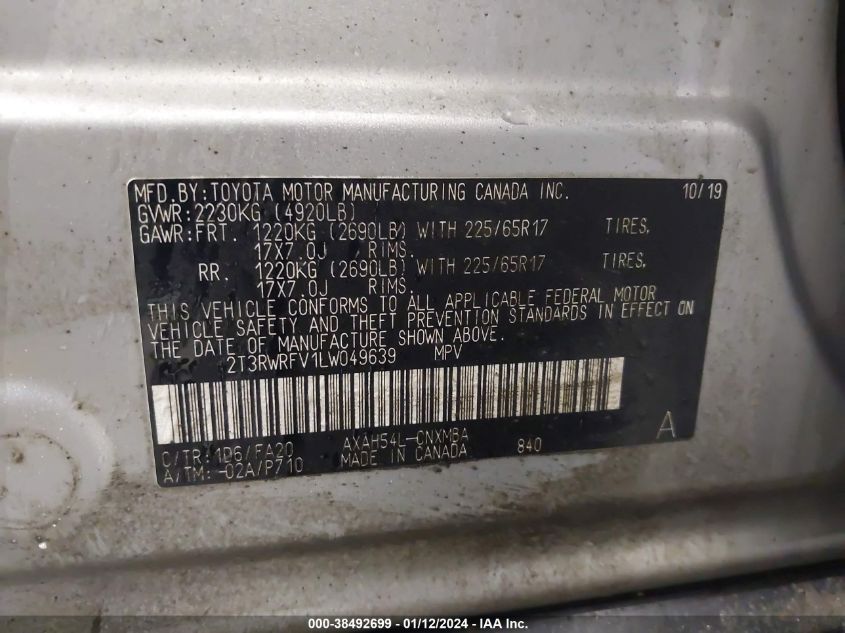 MFD.BY:TOYOTA MOTOR MANUFACTURING CANADA INC. 10/19
GVWR:2230KG (4920LB)
GAWR:FRT. 1220KG (2690LB) WITH 225/65R17 TIRES,
17X7.0J RIMS.
RR. 1220KG (2690LB) WITH 225/65R17 TIRES,
17X7.0J RIMS.
THIS VEHICLE CONFORMS TO ALL APPLICABLE FEDERAL MOTOR
VEHICLE SAFETY AND THEFT PREVENTION STANDARDS IN EFFECT ON
THE DATE OF MANUFACTURE SHOWN ABOVE.
2T3RWRFV1LW049639 MPV
C/TR:1D6/FA20 AXAH54L-CNXMBA 840 A
A/TM:-02A/P710 MADE IN CANADA
000-38492699 - 01/12/2024 - IAA Inc.